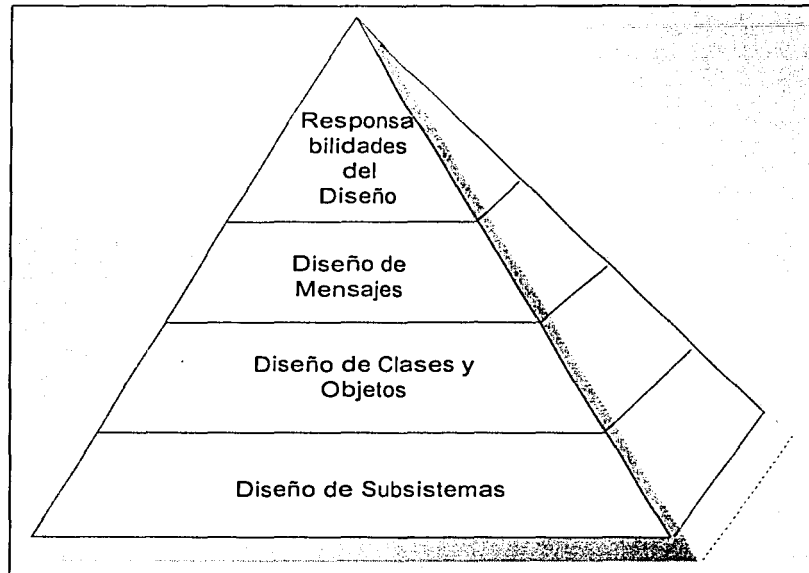 Responsa
bilidades
del
Diseño
Diseño de
Mensajes
Diseño de Clases y
Objetos
Diseño de Subsistemas